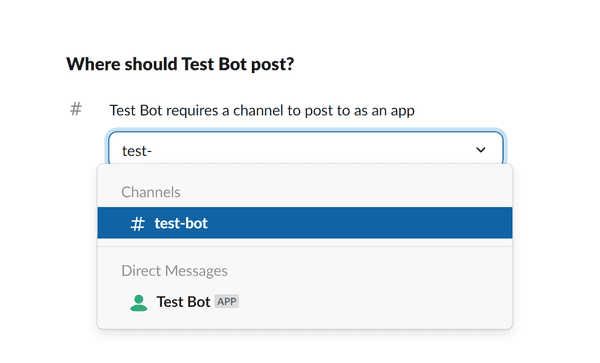 Where should Test Bot post?
# Test Bot requires a channel to post to as an app
test-
Channels
# test-bot
Direct Messages
Test Bot APP